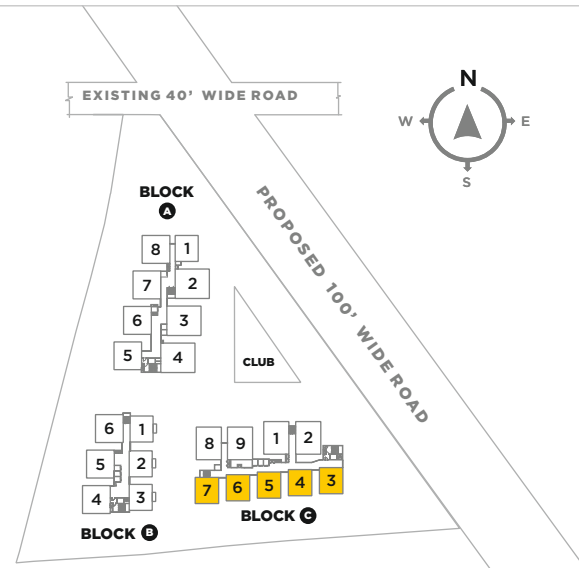 N
W E
S
EXISTING 40' WIDE ROAD
PROPOSED 100' WIDE ROAD
BLOCK
A
8 1
7 2
6 3
5 4
CLUB
6 1
5 2
4 3
BLOCK B
8 9 1 2
7 6 5 4 3
BLOCK C